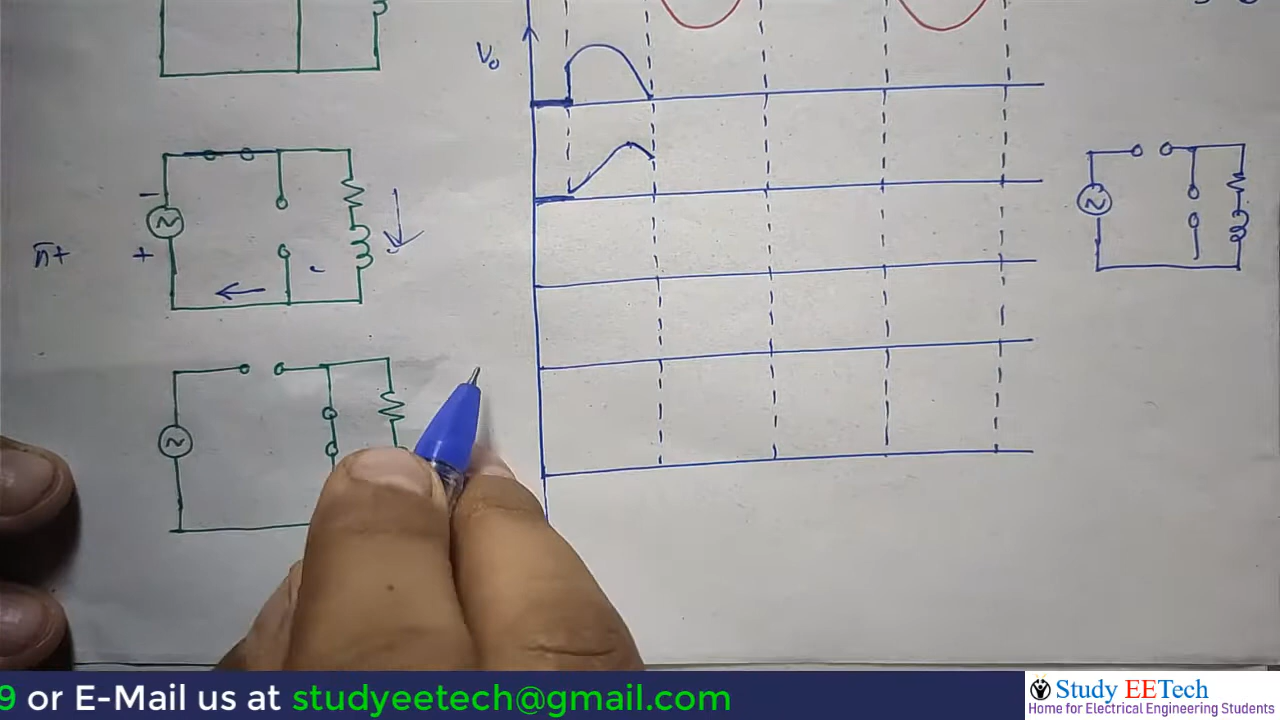 V₀
−
π+
+
9 or E-Mail us at studyeetech@gmail.com
Study EETech
Home for Electrical Engineering Students